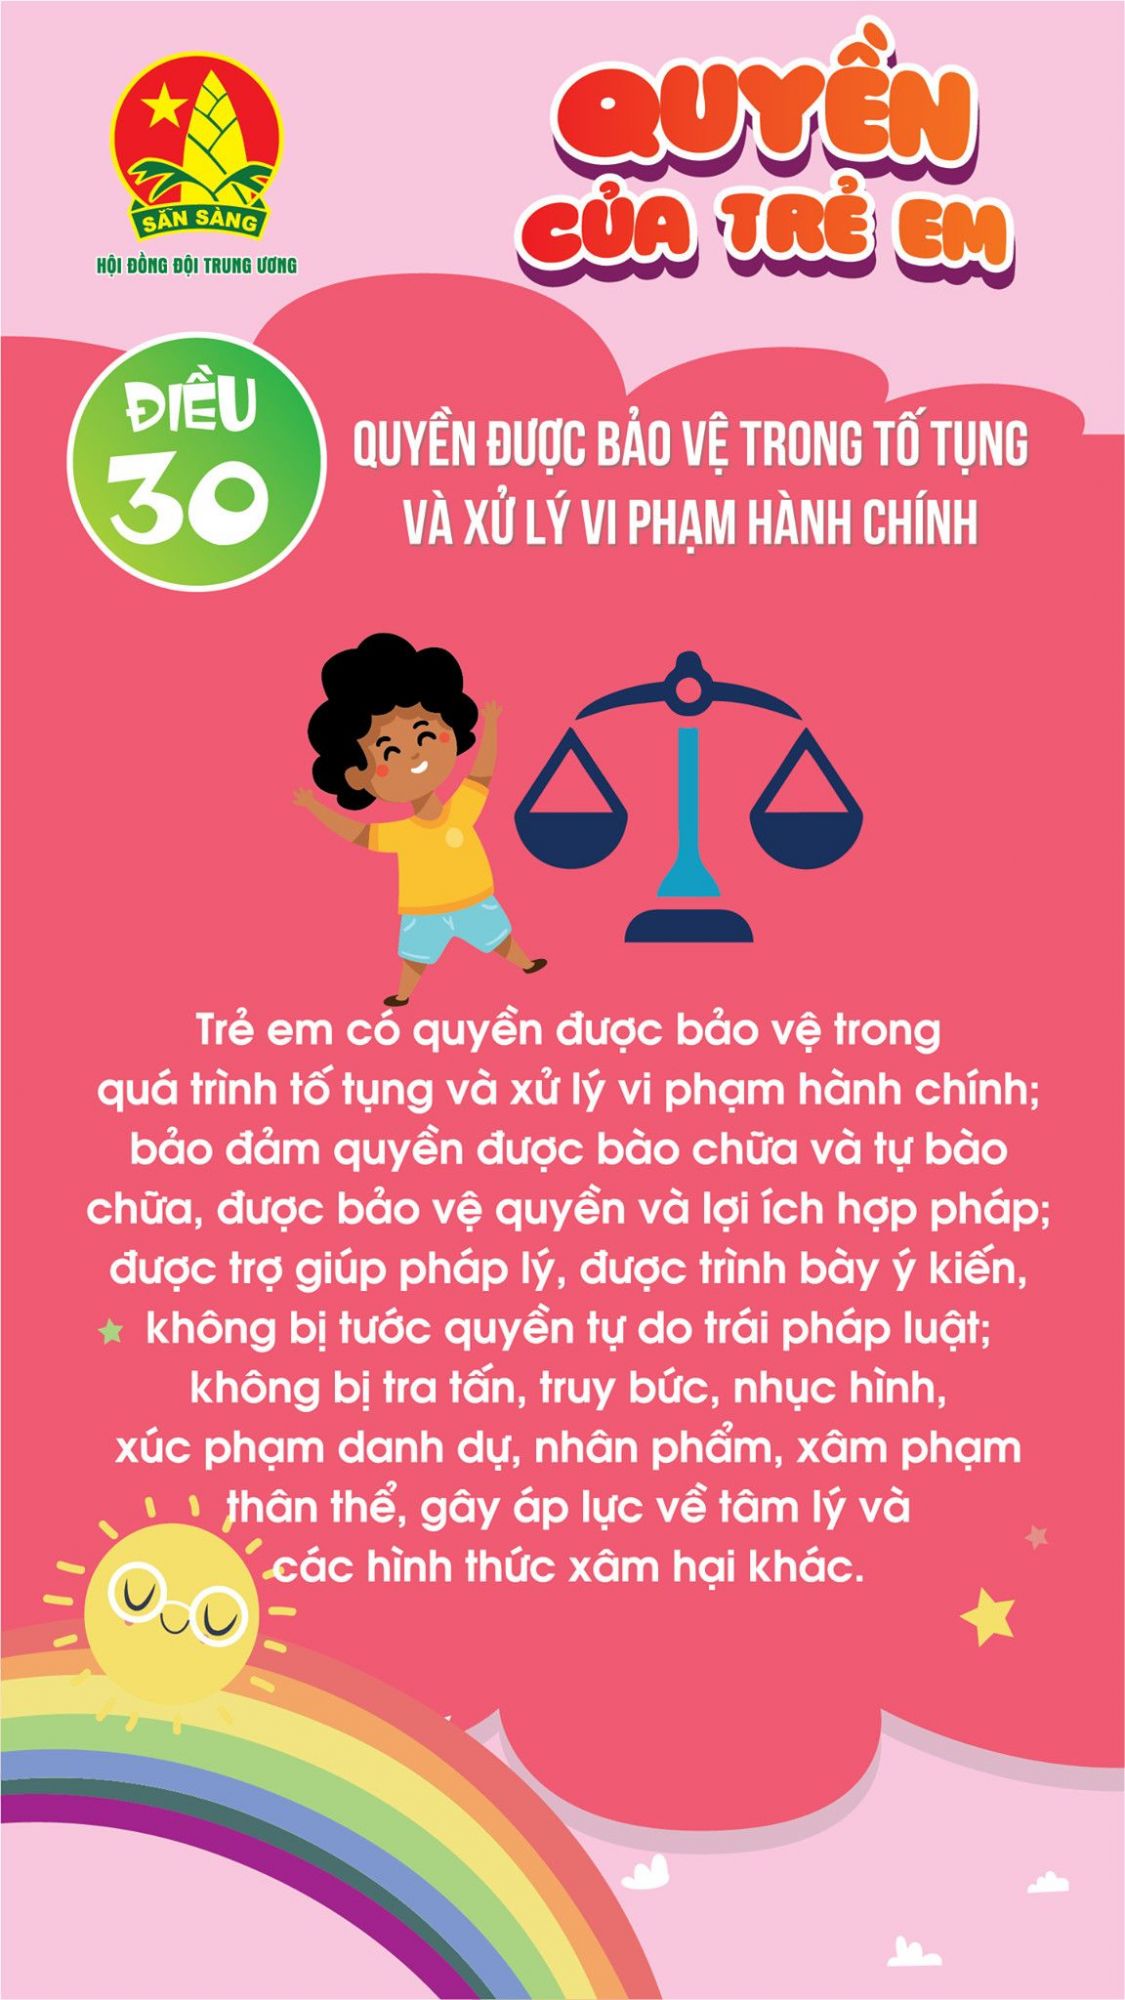 SẴN SÀNG
HỘI ĐỒNG ĐỘI TRUNG ƯƠNG
QUYỀN
CỦA TRẺ EM
ĐIỀU
30
QUYỀN ĐƯỢC BẢO VỆ TRONG TỐ TỤNG
VÀ XỬ LÝ VI PHẠM HÀNH CHÍNH
Trẻ em có quyền được bảo vệ trong
quá trình tố tụng và xử lý vi phạm hành chính;
bảo đảm quyền được bào chữa và tự bào
chữa, được bảo vệ quyền và lợi ích hợp pháp;
được trợ giúp pháp lý, được trình bày ý kiến,
không bị tước quyền tự do trái pháp luật;
không bị tra tấn, truy bức, nhục hình,
xúc phạm danh dự, nhân phẩm, xâm phạm
thân thể, gây áp lực về tâm lý và
các hình thức xâm hại khác.